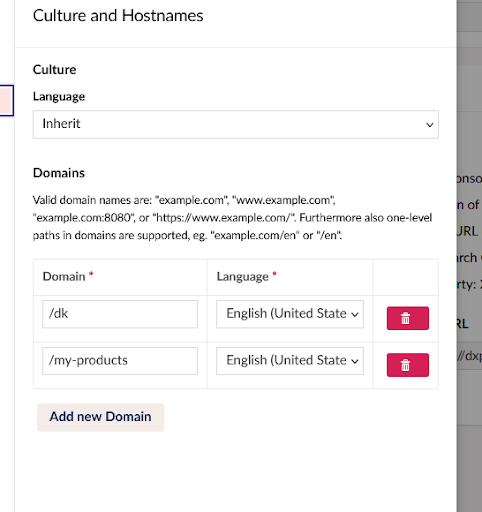 Culture and Hostnames
Culture
Language
Inherit
Domains
Valid domain names are: "example.com", "www.example.com",
"example.com:8080", or "https://www.example.com/". Furthermore also one-level
paths in domains are supported, eg. "example.com/en" or "/en".
Domain * Language *
/dk English (United State
/my-products English (United State
Add new Domain
n of
URL
rty:
RL